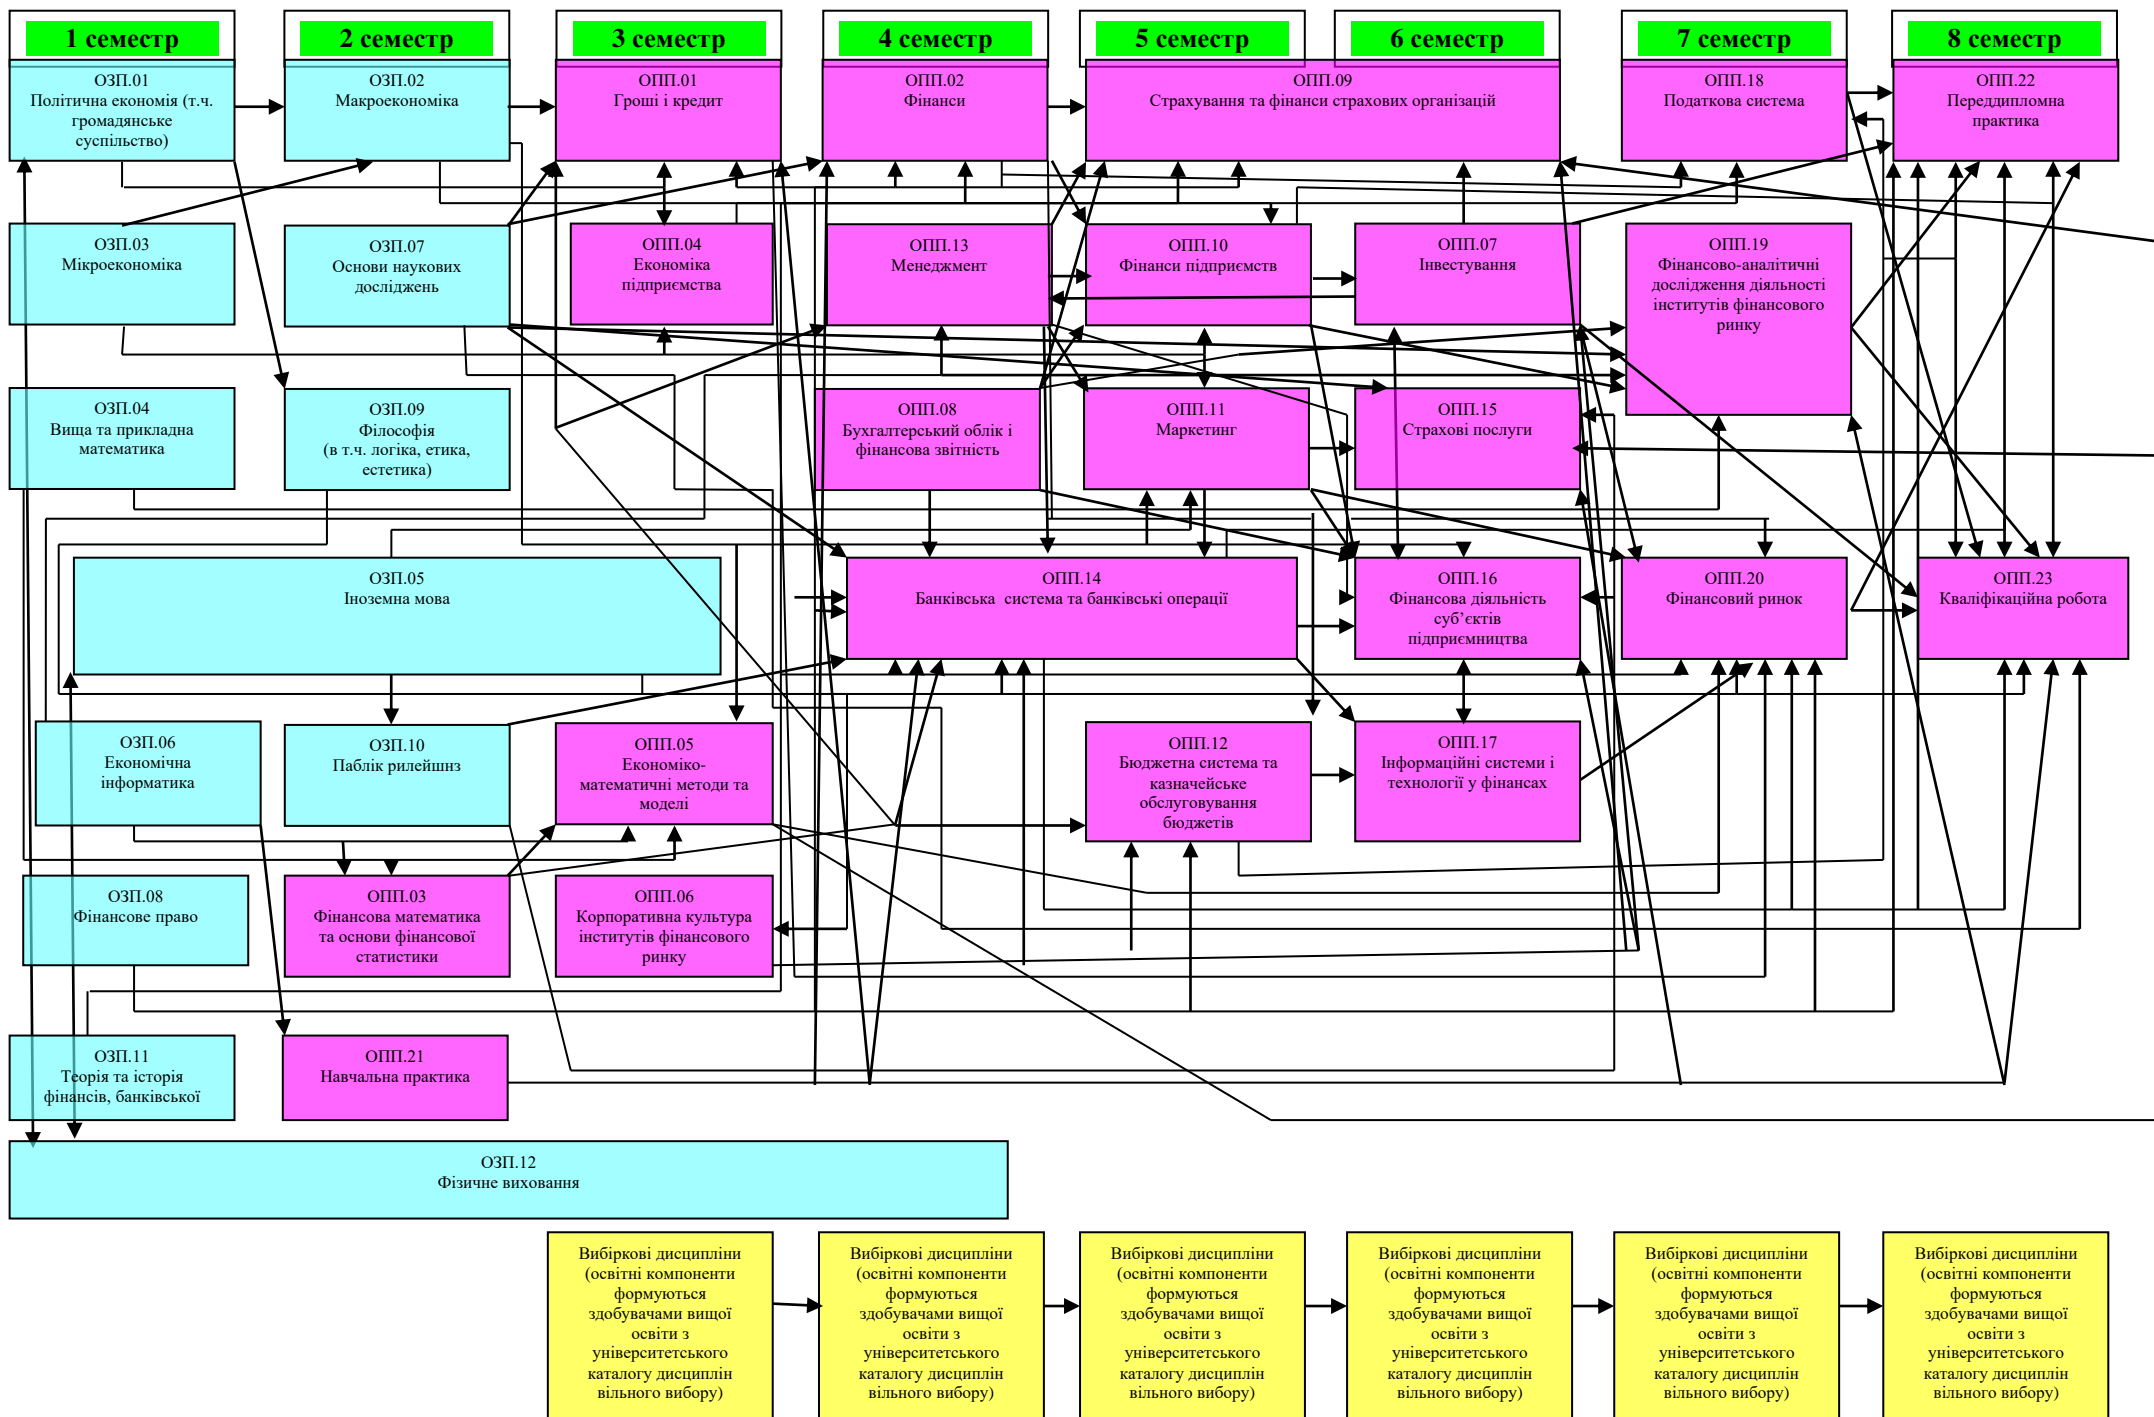 1 семестр
2 семестр
3 семестр
4 семестр
5 семестр
6 семестр
7 семестр
8 семестр
ОЗП.01
Політична економія (т.ч.
громадянське
суспільство)
ОЗП.02
Макроекономіка
ОПП.01
Гроші і кредит
ОПП.02
Фінанси
ОПП.09
Страхування та фінанси страхових організацій
ОПП.18
Податкова система
ОПП.22
Переддипломна
практика
ОЗП.03
Мікроекономіка
ОЗП.07
Основи наукових
досліджень
ОПП.04
Економіка
підприємства
ОПП.13
Менеджмент
ОПП.10
Фінанси підприємств
ОПП.07
Інвестування
ОПП.19
Фінансово-аналітичні
дослідження діяльності
інститутів фінансового
ринку
ОЗП.04
Вища та прикладна
математика
ОЗП.09
Філософія
(в т.ч. логіка, етика,
естетика)
ОПП.08
Бухгалтерський облік і
фінансова звітність
ОПП.11
Маркетинг
ОПП.15
Страхові послуги
ОЗП.05
Іноземна мова
ОПП.14
Банківська система та банківські операції
ОПП.16
Фінансова діяльність
суб’єктів
підприємництва
ОПП.20
Фінансовий ринок
ОПП.23
Кваліфікаційна робота
ОЗП.06
Економічна
інформатика
ОЗП.10
Паблік рилейшнз
ОПП.05
Економіко-
математичні методи та
моделі
ОПП.12
Бюджетна система та
казначейське
обслуговування
бюджетів
ОПП.17
Інформаційні системи і
технології у фінансах
ОЗП.08
Фінансове право
ОПП.03
Фінансова математика
та основи фінансової
статистики
ОПП.06
Корпоративна культура
інститутів фінансового
ринку
ОЗП.11
Теорія та історія
фінансів, банківської
ОПП.21
Навчальна практика
ОЗП.12
Фізичне виховання
Вибіркові дисципліни
(освітні компоненти
формуються
здобувачами вищої
освіти з
університетського
каталогу дисциплін
вільного вибору)
Вибіркові дисципліни
(освітні компоненти
формуються
здобувачами вищої
освіти з
університетського
каталогу дисциплін
вільного вибору)
Вибіркові дисципліни
(освітні компоненти
формуються
здобувачами вищої
освіти з
університетського
каталогу дисциплін
вільного вибору)
Вибіркові дисципліни
(освітні компоненти
формуються
здобувачами вищої
освіти з
університетського
каталогу дисциплін
вільного вибору)
Вибіркові дисципліни
(освітні компоненти
формуються
здобувачами вищої
освіти з
університетського
каталогу дисциплін
вільного вибору)
Вибіркові дисципліни
(освітні компоненти
формуються
здобувачами вищої
освіти з
університетського
каталогу дисциплін
вільного вибору)